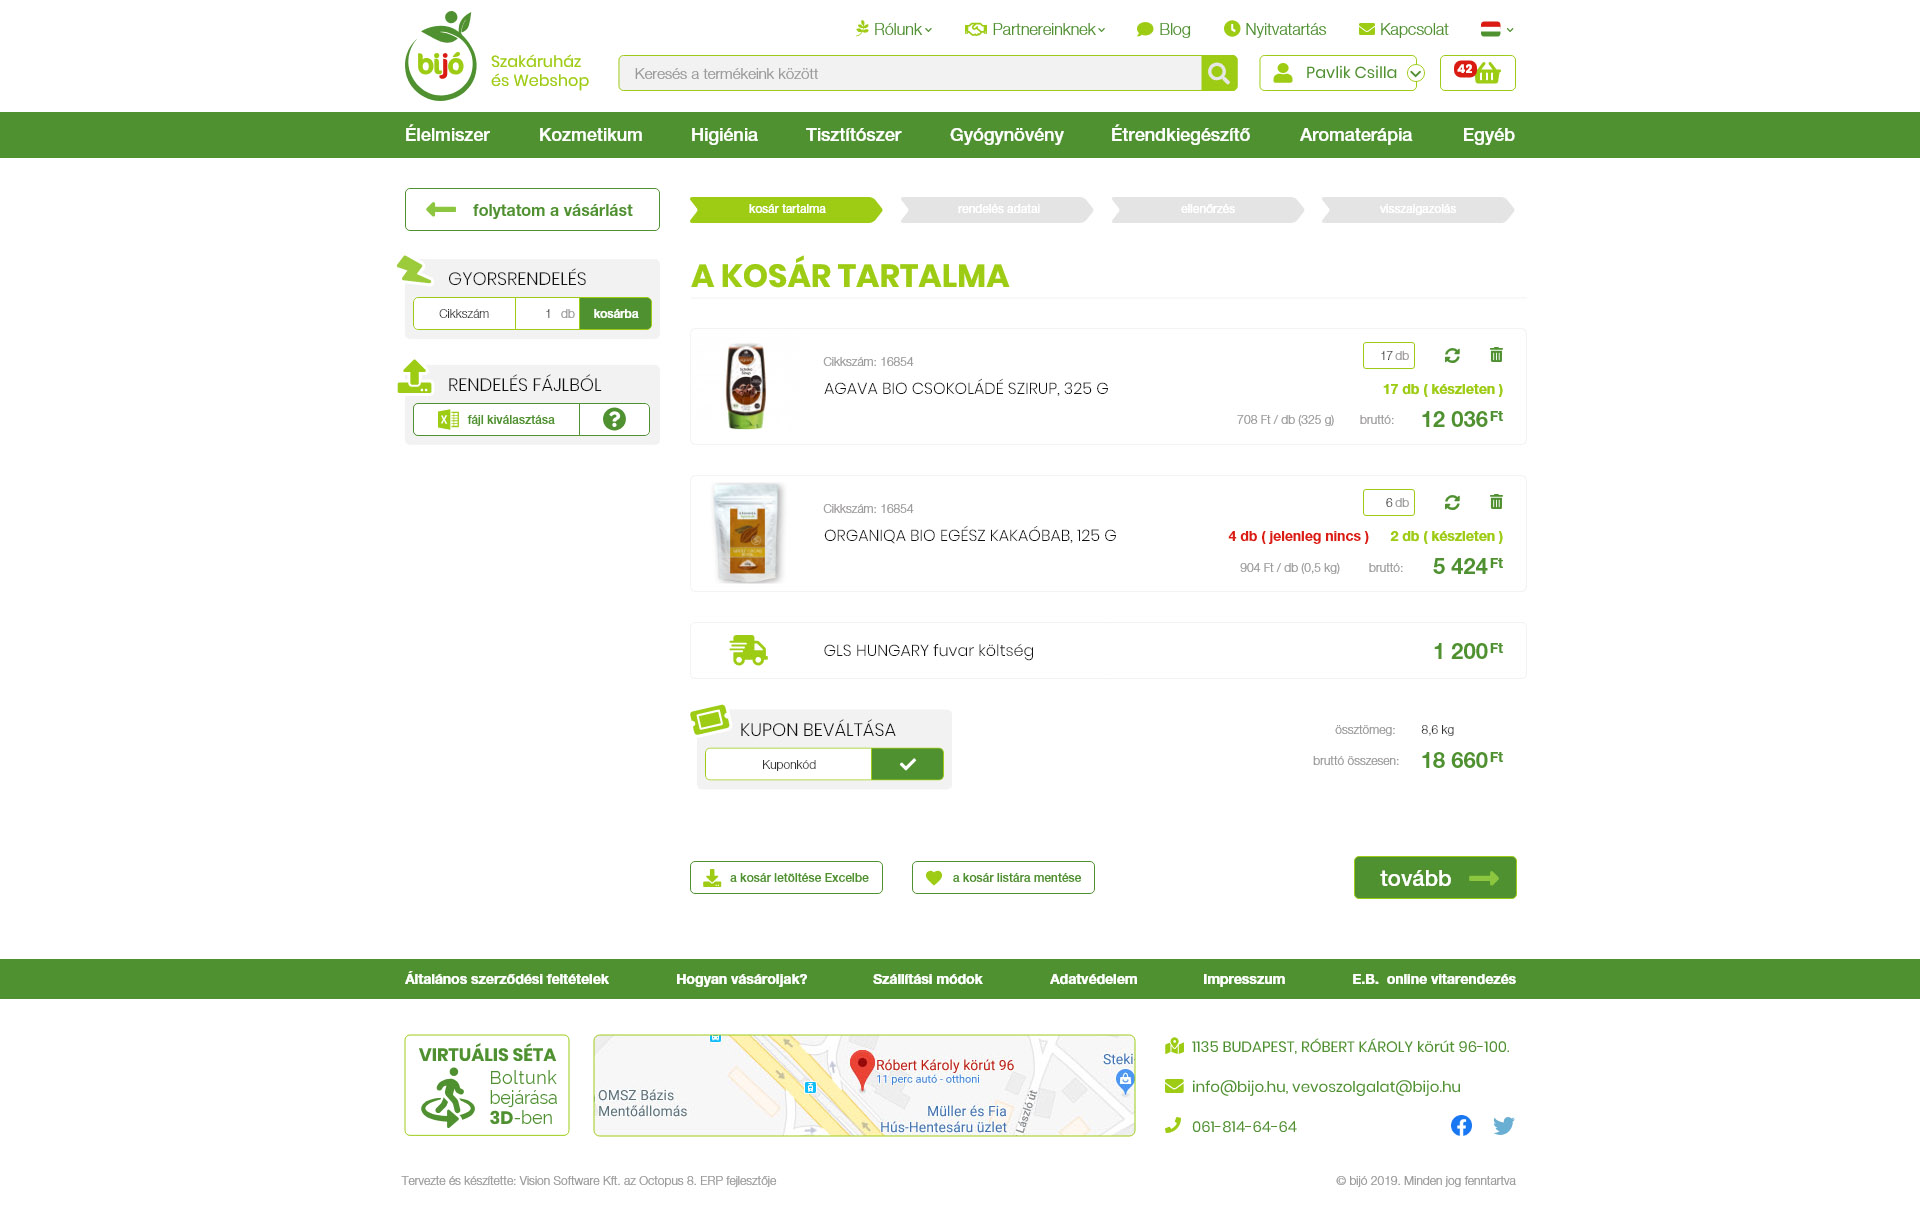 Rólunk
Partnereinknek
Blog
Nyitvatartás
Kapcsolat
bijó
Szakáruház
és Webshop
Keresés a termékeink között
Pavlik Csilla
42
Élelmiszer
Kozmetikum
Higiénia
Tisztítószer
Gyógynövény
Étrendkiegészítő
Aromaterápia
Egyéb
folytatom a vásárlást
kosár tartalma
rendelés adatai
ellenőrzés
visszaigazolás
GYORSRENDELÉS
Cikkszám
1 db
kosárba
RENDELÉS FÁJLBÓL
X
fájl kiválasztása
?
A KOSÁR TARTALMA
Cikkszám: 16854
17 db
AGAVA BIO CSOKOLÁDÉ SZIRUP, 325 G
17 db ( készleten )
708 Ft / db (325 g)
bruttó:
12 036 Ft
Cikkszám: 16854
6 db
ORGANIQA BIO EGÉSZ KAKAÓBAB, 125 G
4 db ( jelenleg nincs )
2 db ( készleten )
904 Ft / db (0,5 kg)
bruttó:
5 424 Ft
GLS HUNGARY fuvar költség
1 200 Ft
KUPON BEVÁLTÁSA
Kuponkód
össztömeg: 8,6 kg
bruttó összesen: 18 660 Ft
a kosár letöltése Excelbe
a kosár listára mentése
tovább
Általános szerződési feltételek
Hogyan vásároljak?
Szállítási módok
Adatvédelem
Impresszum
E.B. online vitarendezés
VIRTUÁLIS SÉTA
Boltunk
bejárása
3D-ben
Róbert Károly körút 96
11 perc autó - otthoni
Steki
OMSZ Bázis
Mentőállomás
Müller és Fia
Hús-Hentesáru üzlet
László út
1135 BUDAPEST, RÓBERT KÁROLY körút 96-100.
info@bijo.hu, vevoszolgalat@bijo.hu
061-814-64-64
Tervezte és készítette: Vision Software Kft. az Octopus 8. ERP fejlesztője
© bijó 2019. Minden jog fenntartva